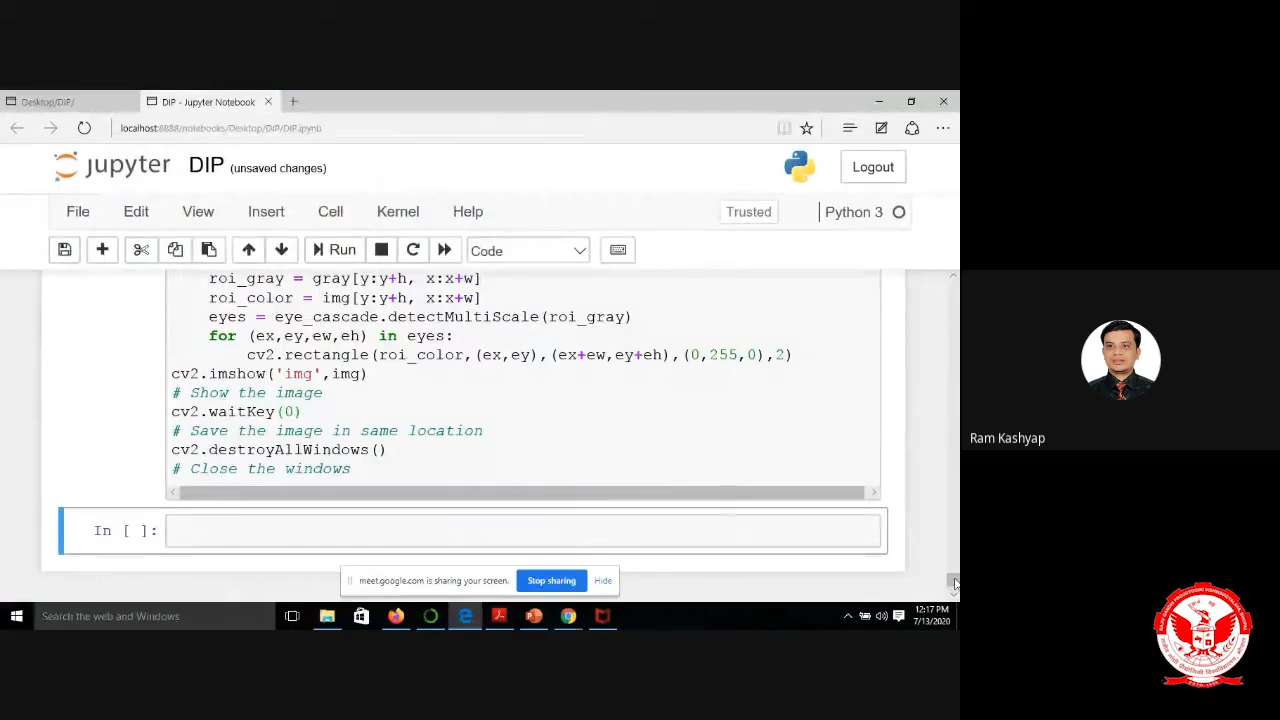 Desktop/DIP/
DIP - Jupyter Notebook
localhost:8888/notebooks/Desktop/DIP/DIP.ipynb
jupyter DIP (unsaved changes)
Logout
File Edit View Insert Cell Kernel Help
Trusted
Python 3
Run
Code
roi_gray = gray[y:y+h, x:x+w]
roi_color = img[y:y+h, x:x+w]
eyes = eye_cascade.detectMultiScale(roi_gray)
for (ex,ey,ew,eh) in eyes:
cv2.rectangle(roi_color,(ex,ey),(ex+ew,ey+eh),(0,255,0),2)
cv2.imshow('img',img)
# Show the image
cv2.waitKey(0)
# Save the image in same location
cv2.destroyAllWindows()
# Close the windows
In [ ]:
meet.google.com is sharing your screen.
Stop sharing
Hide
Search the web and Windows
12:17 PM
7/13/2020
Ram Kashyap